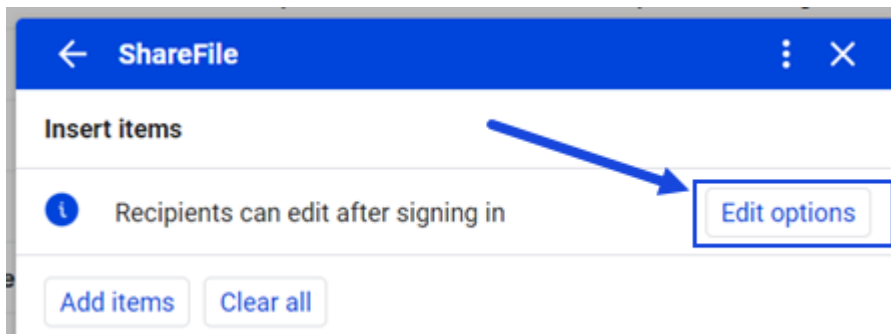 ShareFile
Insert items
Recipients can edit after signing in
Edit options
Add items
Clear all